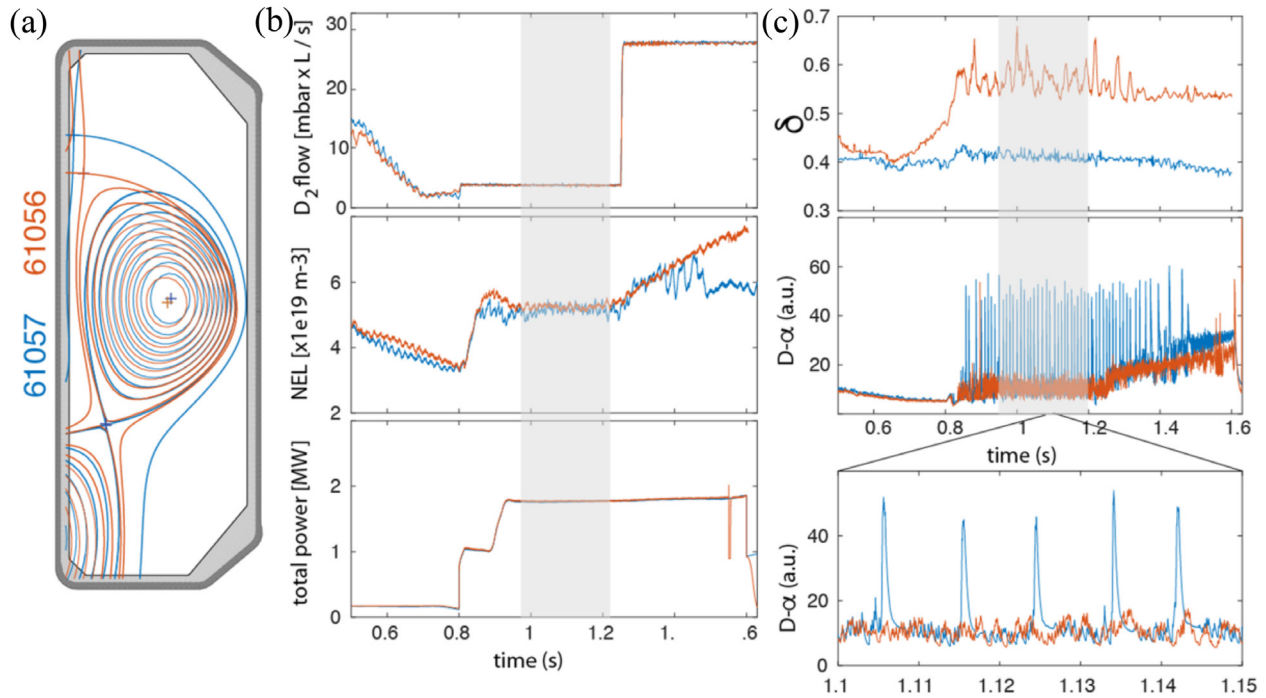 (a)
61057 61056
(b)
D2 flow [mbar x L / s]
30
20
10
0
NEL [x1e19 m-3]
6
4
2
total power [MW]
3
2
1
0
0.6 0.8 1 1.2 1. .6
time (s)
(c)
δ
0.7
0.6
0.5
0.4
0.3
D-α (a.u.)
60
40
20
0
0.6 0.8 1 1.2 1.4 1.6
time (s)
D-α (a.u.)
40
20
0
1.1 1.11 1.12 1.13 1.14 1.15